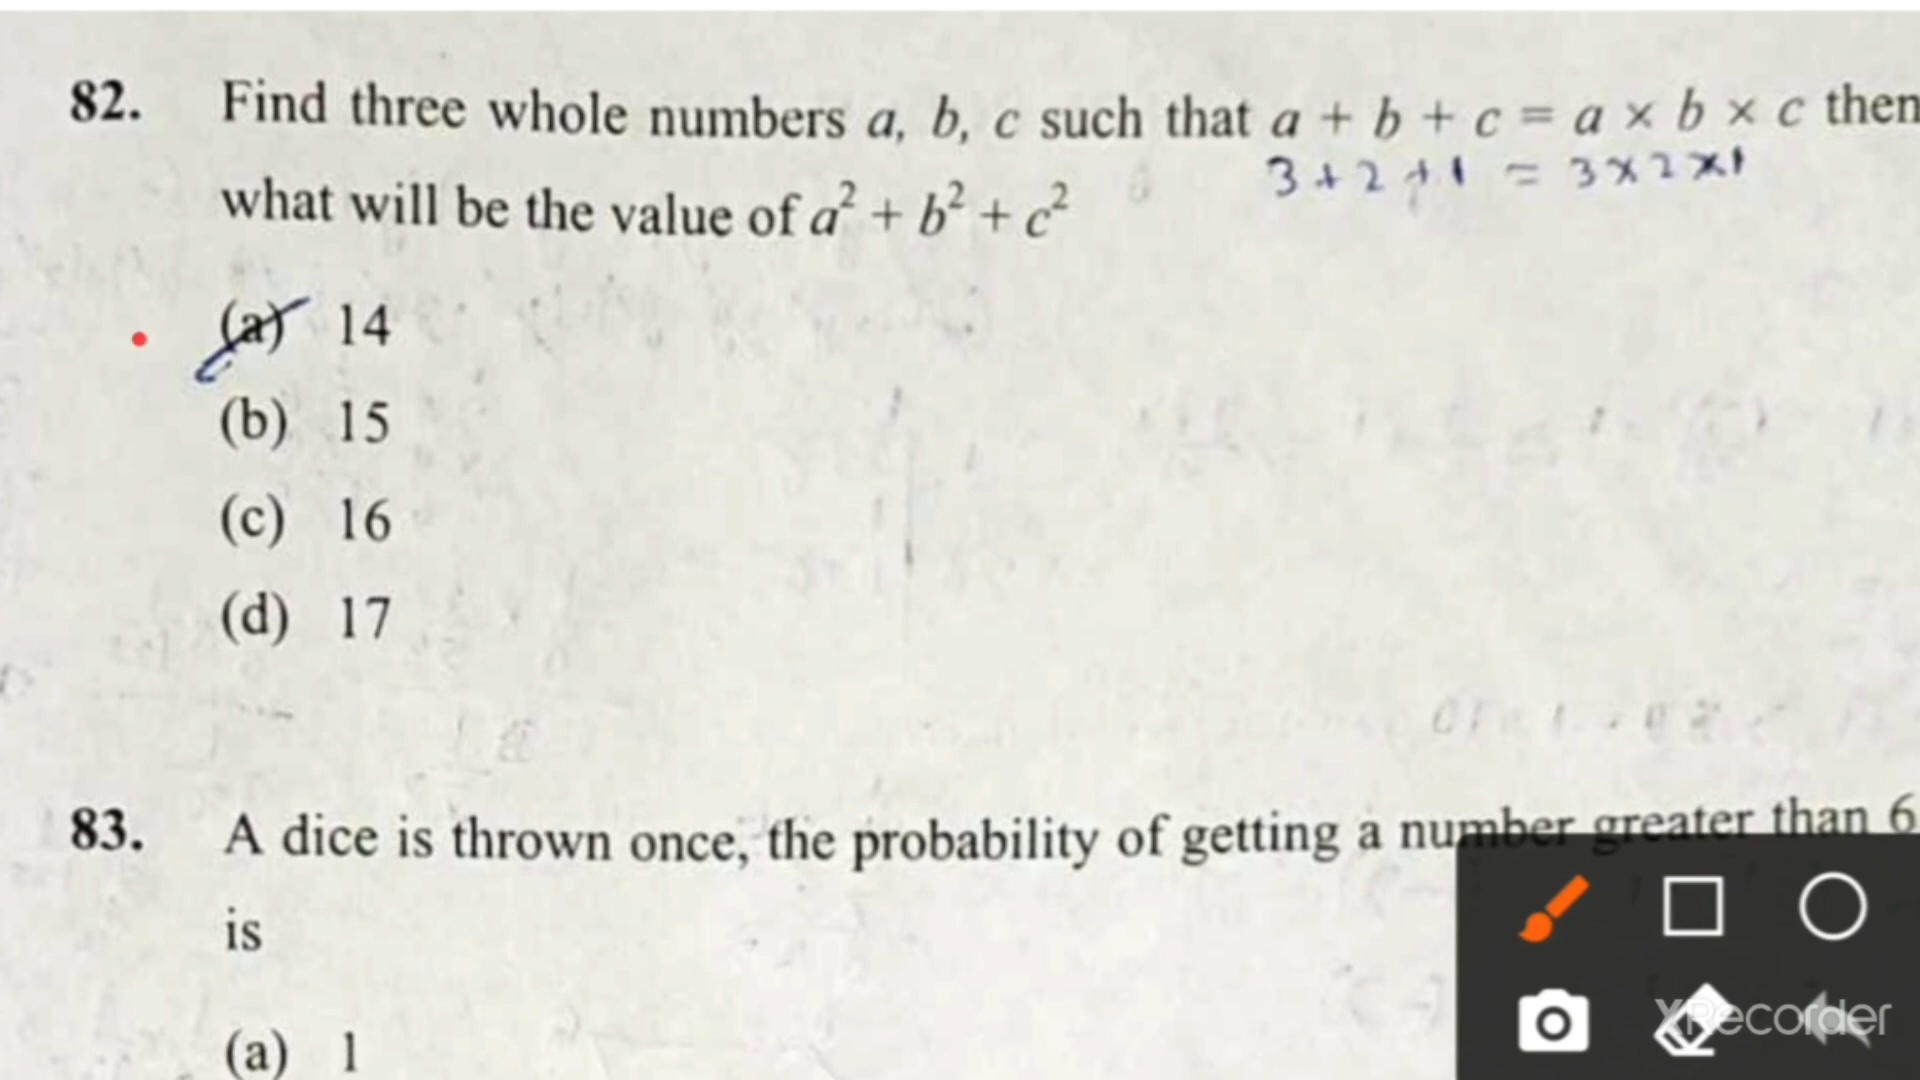 82. Find three whole numbers a, b, c such that a + b + c = a × b × c then
3 + 2 + 1 = 3 × 2 × 1
what will be the value of a² + b² + c²
(a) 14
(b) 15
(c) 16
(d) 17
83. A dice is thrown once, the probability of getting a number greater than 6
is
(a) 1
XRecorder